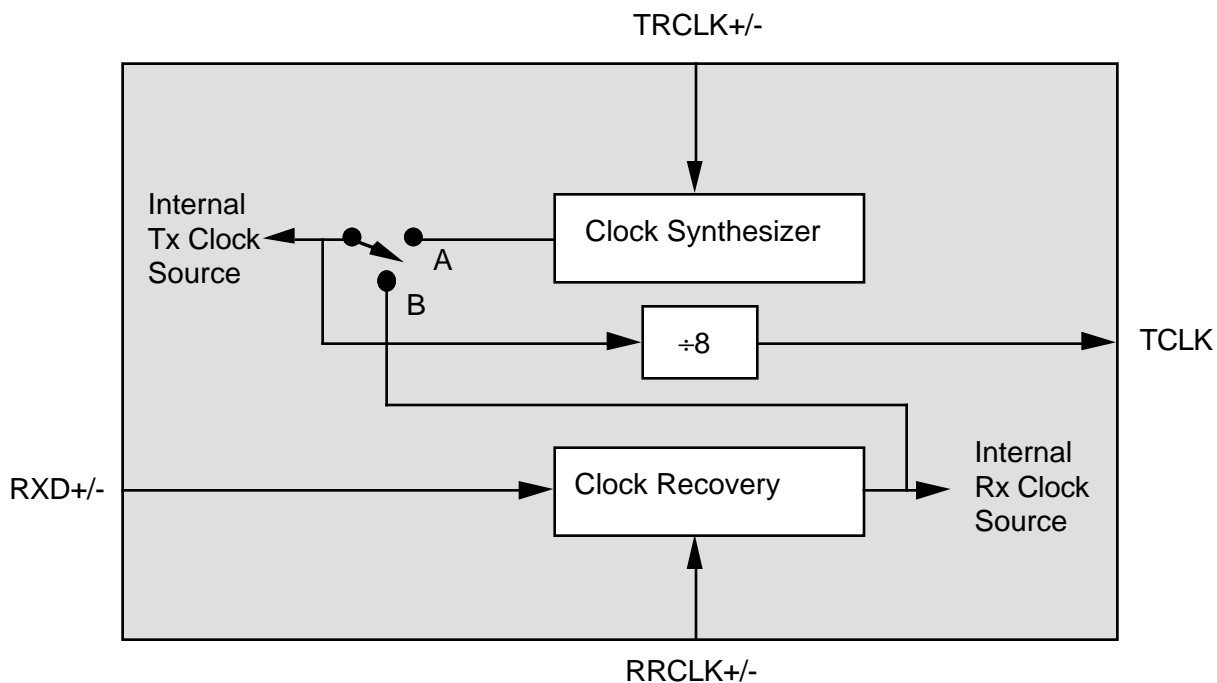 TRCLK+/-
Internal
Tx Clock
Source
A
B
Clock Synthesizer
÷8
TCLK
RXD+/-
Clock Recovery
Internal
Rx Clock
Source
RRCLK+/-